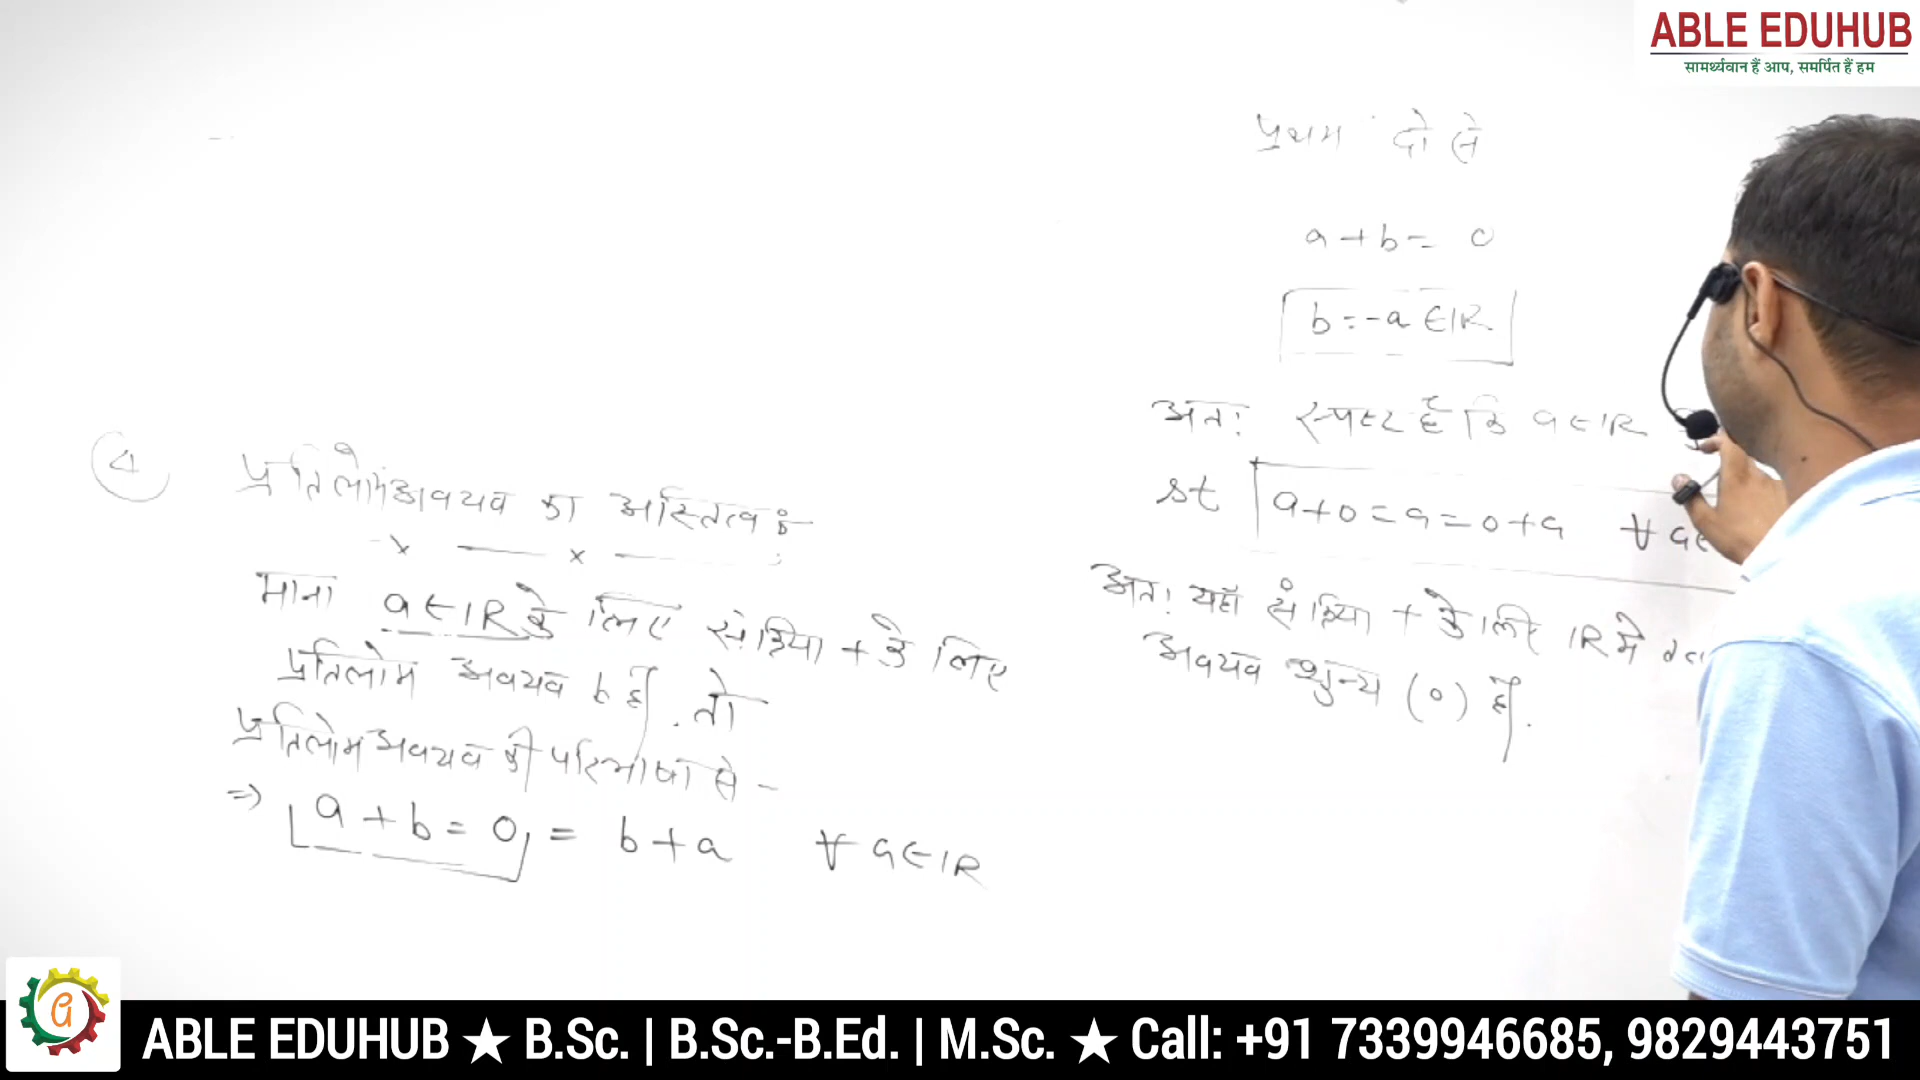 ABLE EDUHUB
सामर्थ्यवान हैं आप, समर्पित हैं हम
4
प्रतिलोम अवयव का अस्तित्व :-
माना a∈IR के लिए संक्रिया + के लिए
प्रतिलोम अवयव b है। तो
प्रतिलोम अवयव की परिभाषा से -
⇒ a + b = 0 = b + a ∀ a∈IR
प्रथम दो से
a + b = 0
b = -a ∈IR
अतः स्पष्ट है कि a∈IR
st a+0 = a = 0+a ∀ a∈
अतः यहाँ संक्रिया + के लिए IR में
अवयव शुन्य (0) है।
ABLE EDUHUB ★ B.Sc. | B.Sc.-B.Ed. | M.Sc. ★ Call: +91 7339946685, 9829443751